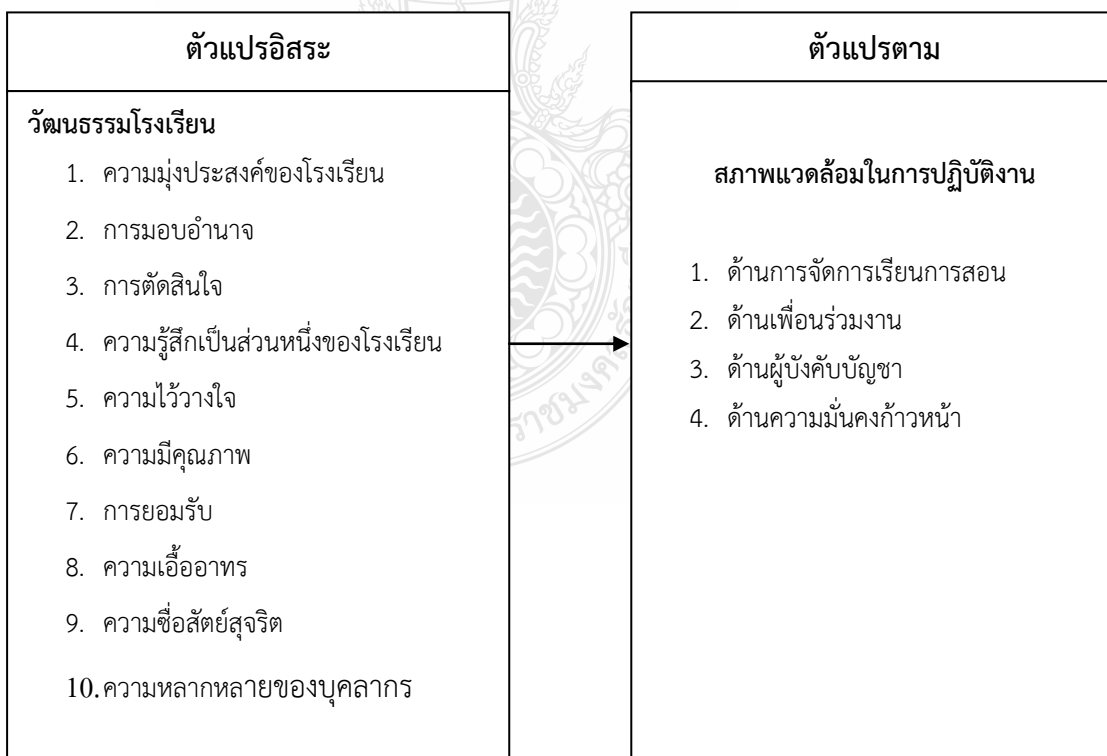 ตัวแปรอิสระ
วัฒนธรรมโรงเรียน
1. ความมุ่งประสงค์ของโรงเรียน
2. การมอบอำนาจ
3. การตัดสินใจ
4. ความรู้สึกเป็นส่วนหนึ่งของโรงเรียน
5. ความไว้วางใจ
6. ความมีคุณภาพ
7. การยอมรับ
8. ความเอื้ออาทร
9. ความซื่อสัตย์สุจริต
10. ความหลากหลายของบุคลากร
ตัวแปรตาม
สภาพแวดล้อมในการปฏิบัติงาน
1. ด้านการจัดการเรียนการสอน
2. ด้านเพื่อนร่วมงาน
3. ด้านผู้บังคับบัญชา
4. ด้านความมั่นคงก้าวหน้า